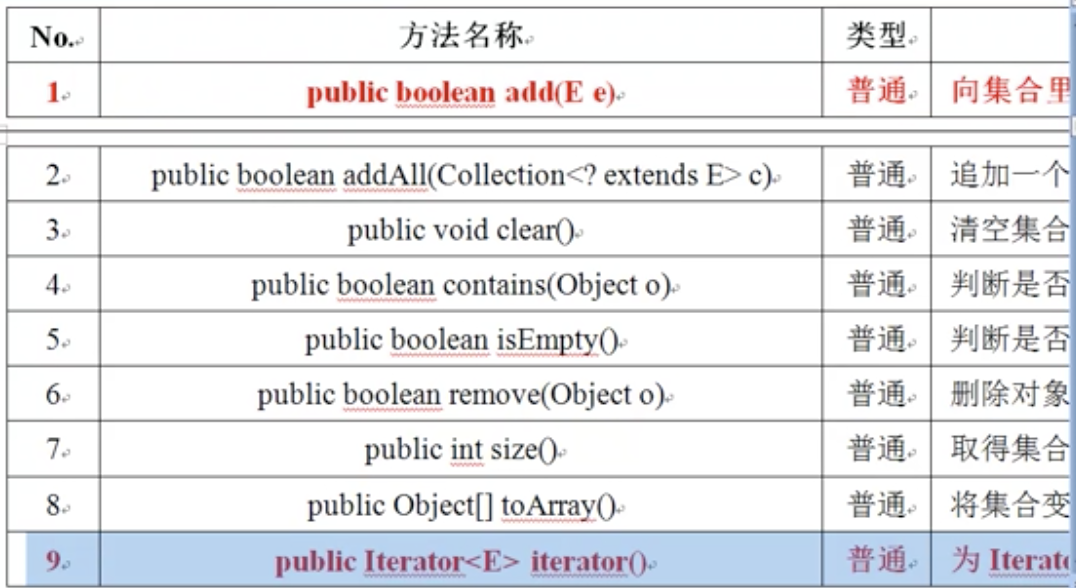 No. 方法名称 类型
1 public boolean add(E e) 普通 向集合里
2 public boolean addAll(Collection<? extends E> c) 普通 追加一个
3 public void clear() 普通 清空集合
4 public boolean contains(Object o) 普通 判断是否
5 public boolean isEmpty() 普通 判断是否
6 public boolean remove(Object o) 普通 删除对象
7 public int size() 普通 取得集合
8 public Object[] toArray() 普通 将集合变
9 public Iterator<E> iterator() 普通 为 Iterato